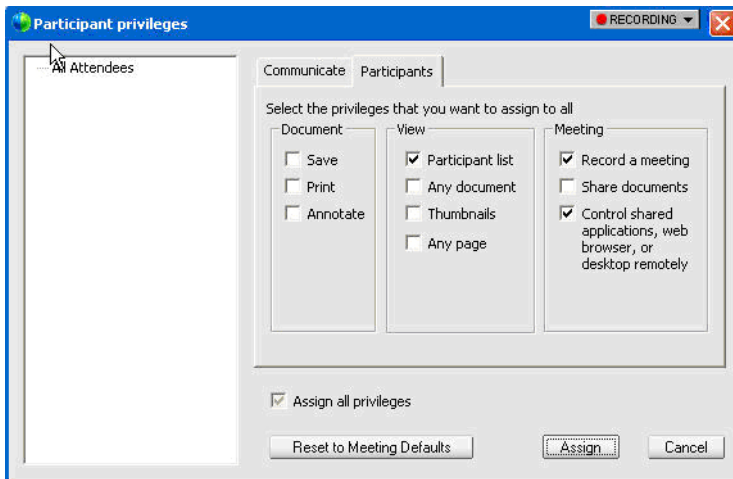 Participant privileges
RECORDING
All Attendees
Communicate
Participants
Select the privileges that you want to assign to all
Document
Save
Print
Annotate
View
Participant list
Any document
Thumbnails
Any page
Meeting
Record a meeting
Share documents
Control shared
applications, web
browser, or
desktop remotely
Assign all privileges
Reset to Meeting Defaults
Assign
Cancel